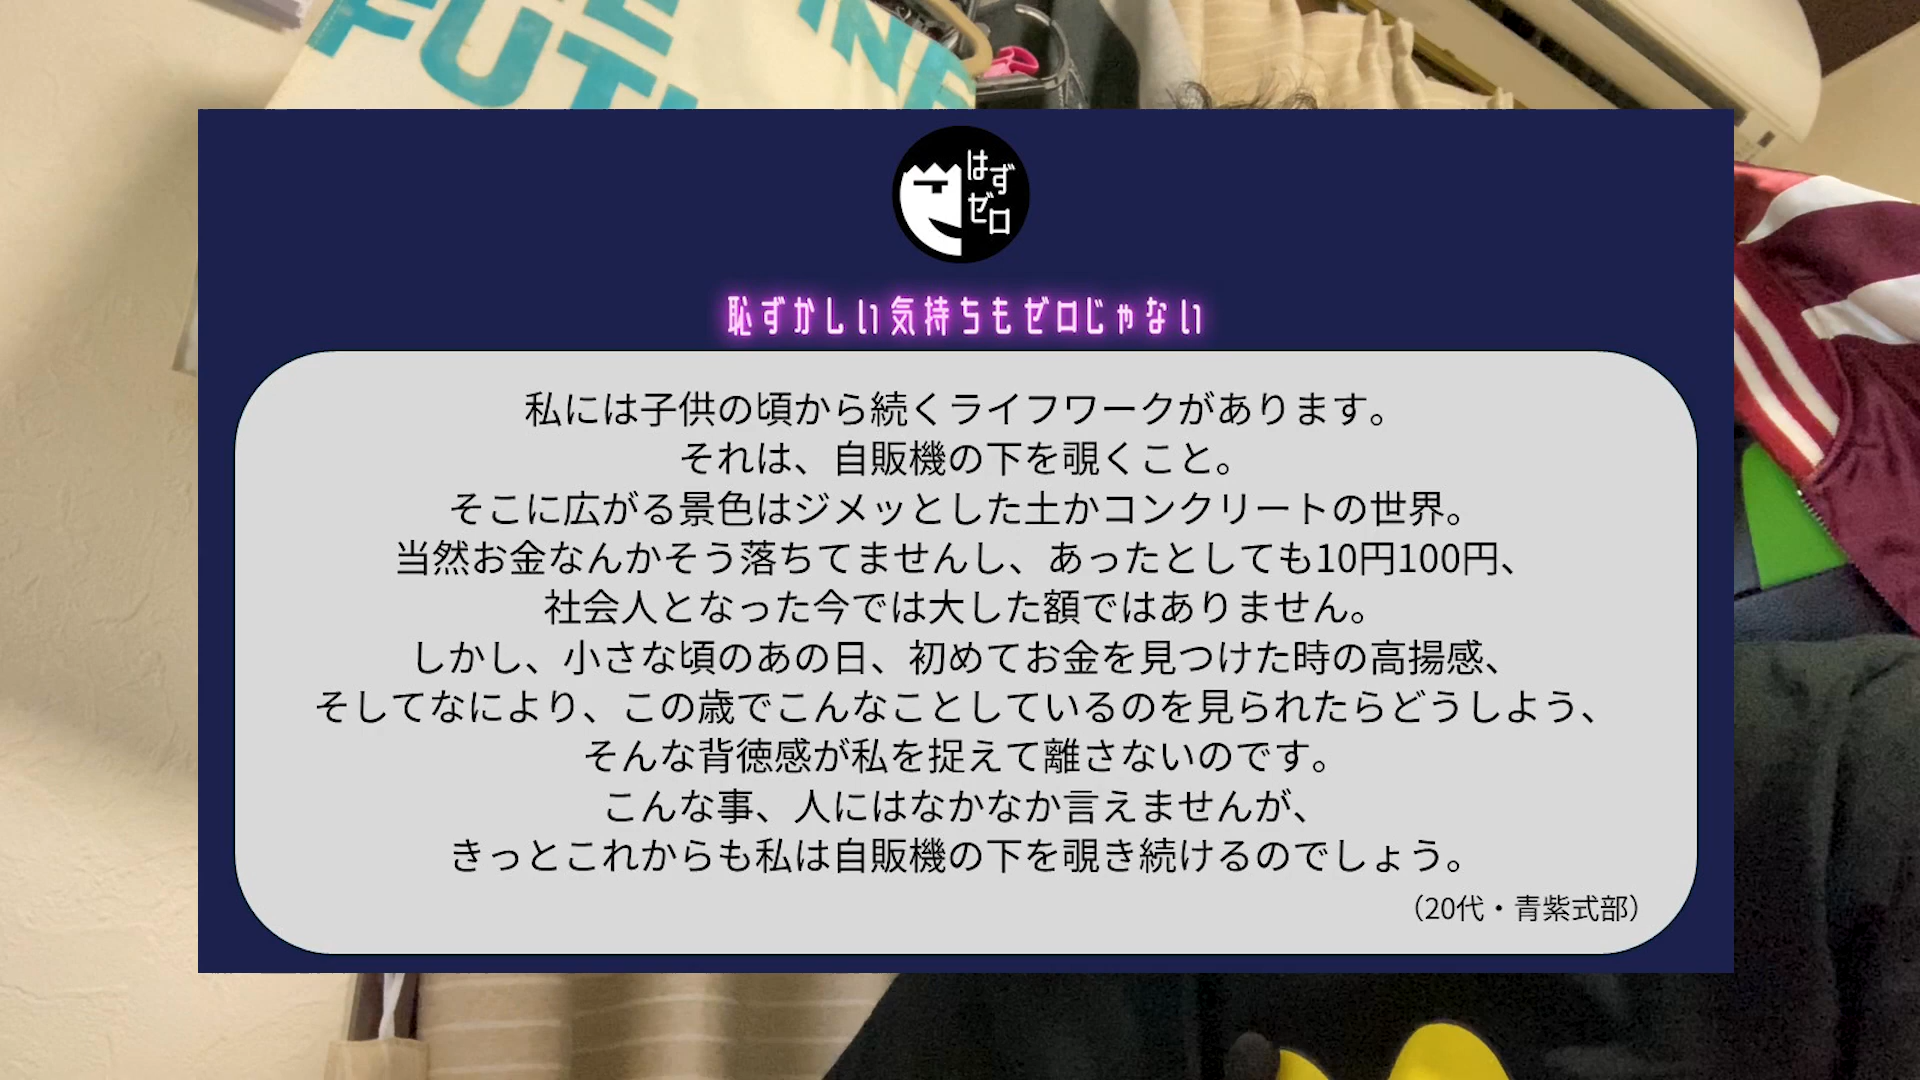 FUT
INE
はず
ゼロ
恥ずかしい気持ちもゼロじゃない
私には子供の頃から続くライフワークがあります。
それは、自販機の下を覗くこと。
そこに広がる景色はジメッとした土かコンクリートの世界。
当然お金なんかそう落ちてませんし、あったとしても10円100円、
社会人となった今では大した額ではありません。
しかし、小さな頃のあの日、初めてお金を見つけた時の高揚感、
そしてなにより、この歳でこんなことしているのを見られたらどうしよう、
そんな背徳感が私を捉えて離さないのです。
こんな事、人にはなかなか言えませんが、
きっとこれからも私は自販機の下を覗き続けるのでしょう。
（20代・青紫式部）